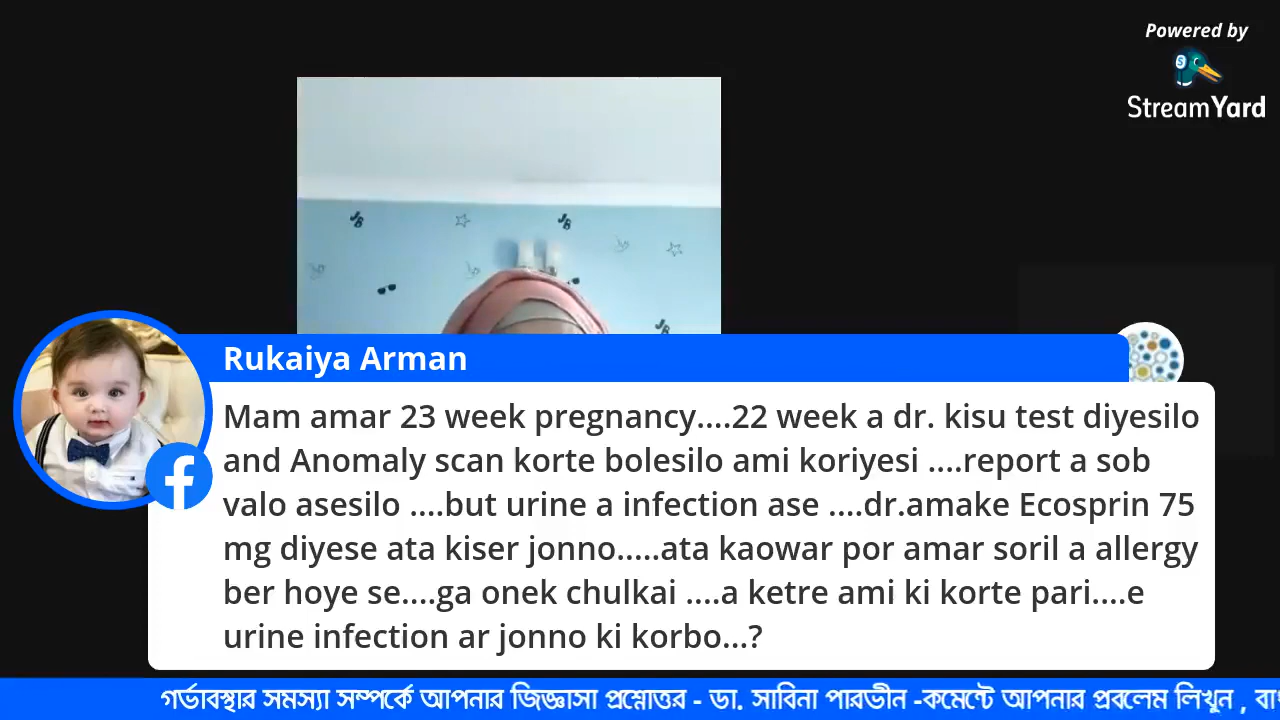 Powered by
StreamYard
Rukaiya Arman
Mam amar 23 week pregnancy....22 week a dr. kisu test diyesilo
and Anomaly scan korte bolesilo ami koriyesi ....report a sob
valo asesilo ....but urine a infection ase ....dr.amake Ecosprin 75
mg diyese ata kiser jonno.....ata kaowar por amar soril a allergy
ber hoye se....ga onek chulkai ....a ketre ami ki korte pari....e
urine infection ar jonno ki korbo...?
গর্ভাবস্থার সমস্যা সম্পর্কে আপনার জিজ্ঞাসা প্রশ্নোত্তর - ডা. সাবিনা পারভীন -কমেন্টে আপনার প্রবলেম লিখুন , বাং